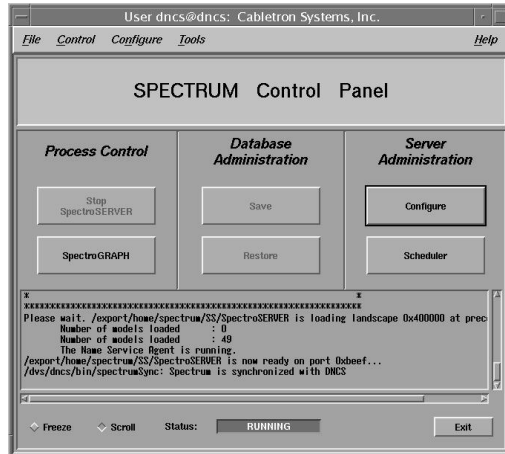 User dncs@dncs: Cabletron Systems, Inc.
File Control Configure Tools Help
SPECTRUM Control Panel
Process Control
Database
Administration
Server
Administration
Stop
SpectroSERVER
Save
Configure
SpectroGRAPH
Restore
Scheduler
* *
*******************************************************************
Please wait. /export/home/spectrum/SS/SpectroSERVER is loading landscape 0x400000 at prec
Number of models loaded : 0
Number of models loaded : 49
The Name Service Agent is running.
/export/home/spectrum/SS/SpectroSERVER is now ready on port 0xbeef...
/dvs/dncs/bin/spectrumSync: Spectrum is synchronized with DNCS
Freeze Scroll Status: RUNNING Exit